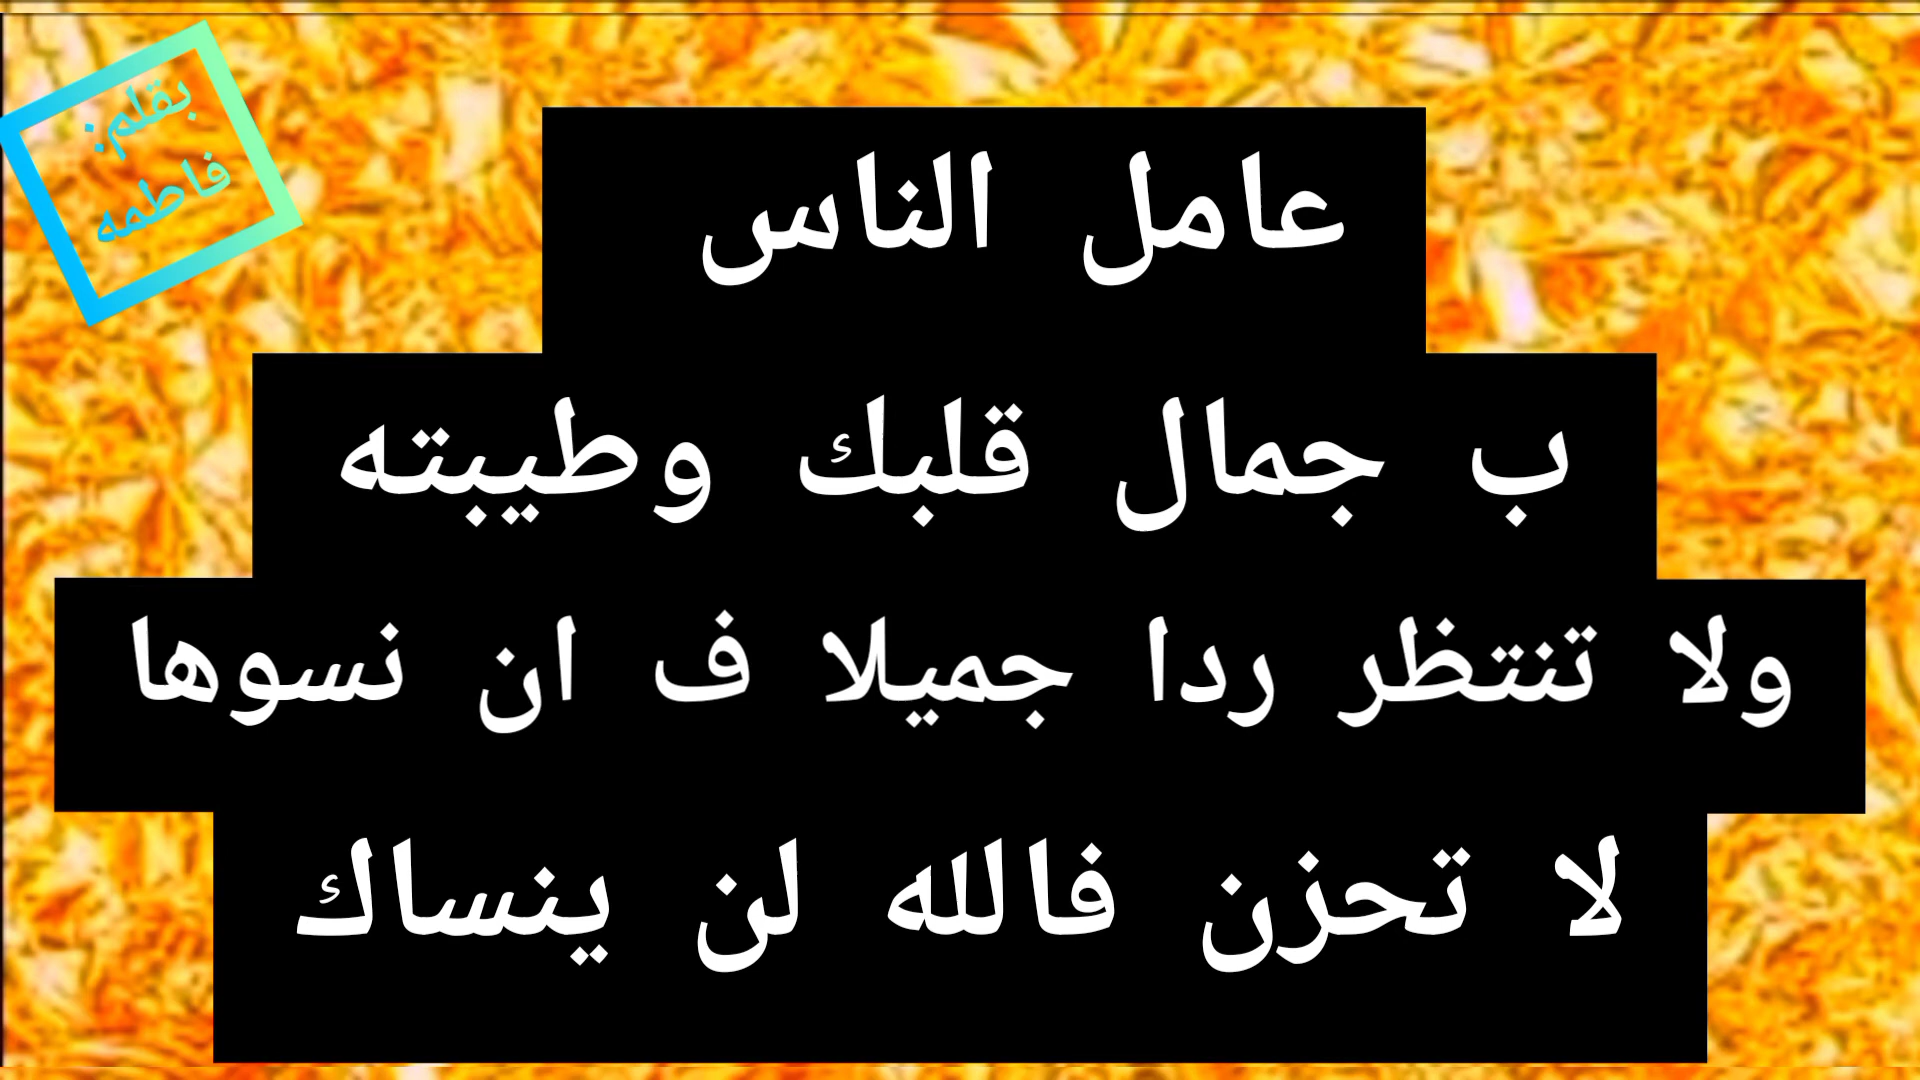 بقلم:
فاطمه
عامل الناس
ب جمال قلبك وطيبته
ولا تنتظر ردا جميلا ف ان نسوها
لا تحزن فالله لن ينساك